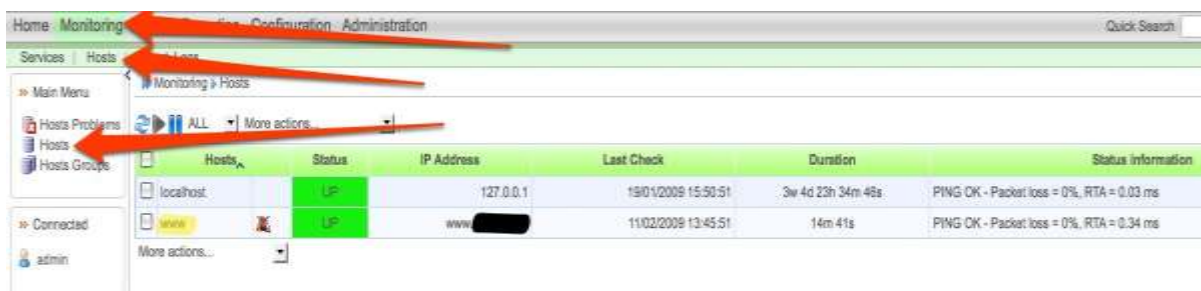 Home Monitoring Configuration Administration Quick Search
Services | Hosts Logs
Monitoring Hosts
Main Menu
Hosts Problems
Hosts
Hosts Groups
ALL More actions...
Hosts Status IP Address Last Check Duration Status information
localhost UP 127.0.0.1 19/01/2009 15:50:51 3w 4d 23h 34m 46s PING OK - Packet loss = 0%, RTA = 0.03 ms
www UP www. 11/02/2009 13:45:51 14m 41s PING OK - Packet loss = 0%, RTA = 0.34 ms
More actions...
Connected
admin